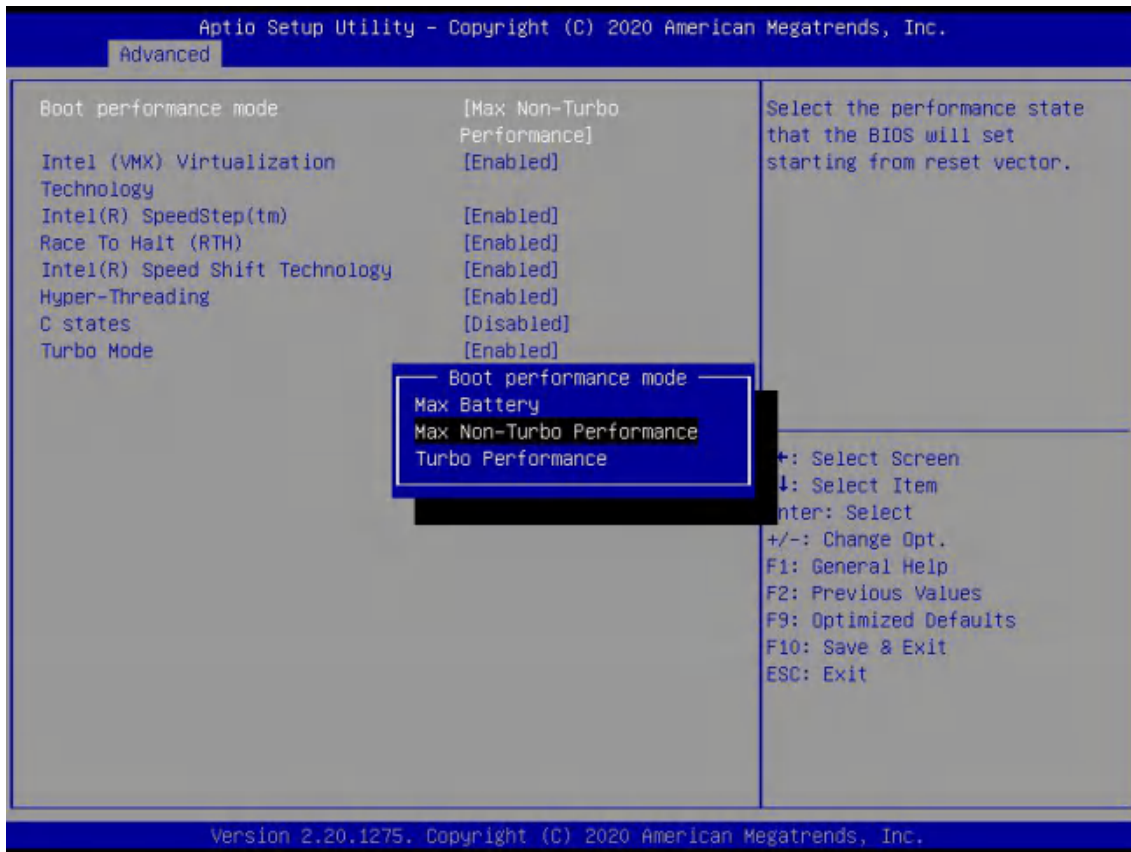 Aptio Setup Utility – Copyright (C) 2020 American Megatrends, Inc.
Advanced
Boot performance mode [Max Non-Turbo
Performance]
Intel (VMX) Virtualization [Enabled]
Technology
Intel(R) SpeedStep(tm) [Enabled]
Race To Halt (RTH) [Enabled]
Intel(R) Speed Shift Technology [Enabled]
Hyper-Threading [Enabled]
C states [Disabled]
Turbo Mode [Enabled]
Boot performance mode
Max Battery
Max Non-Turbo Performance
Turbo Performance
Select the performance state
that the BIOS will set
starting from reset vector.
: Select Screen
: Select Item
nter: Select
+/-: Change Opt.
F1: General Help
F2: Previous Values
F9: Optimized Defaults
F10: Save & Exit
ESC: Exit
Version 2.20.1275. Copyright (C) 2020 American Megatrends, Inc.